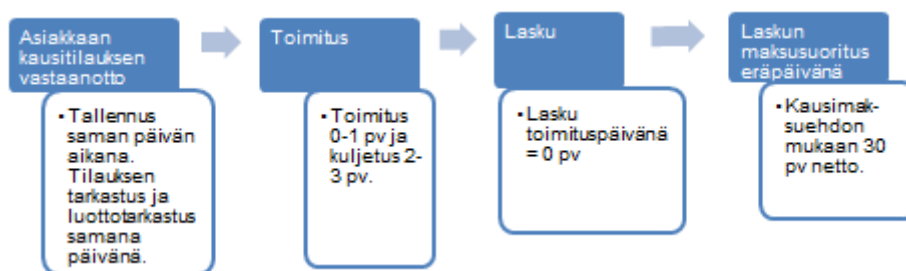 Asiakkaan
kausitilauksen
vastaanotto
▪ Tallennus
saman päivän
aikana.
Tilauksen
tarkastus ja
luottotarkastus
samana
päivänä.
Toimitus
▪ Toimitus
0-1 pv ja
kuljetus 2-
3 pv.
Lasku
▪ Lasku
toimituspäivänä
= 0 pv
Laskun
maksusuoritus
eräpäivänä
▪ Kausimak-
suehdon
mukaan 30
pv netto.